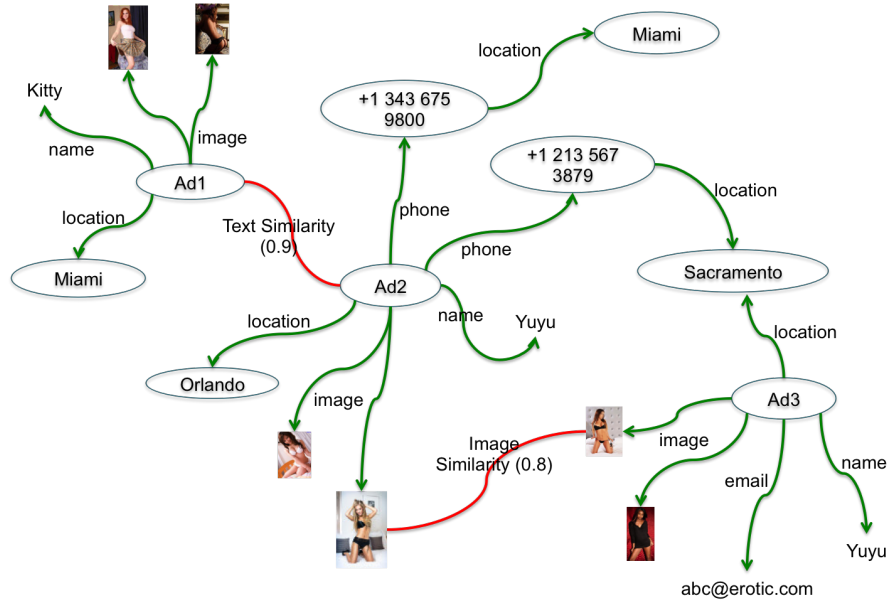 location
Miami
Kitty
+1 343 675
9800
image
name
+1 213 567
3879
Ad1
location
phone
location
Text Similarity
(0.9)
phone
Miami
Sacramento
Ad2
name
Yuyu
location
location
Orlando
image
Ad3
image
Image
Similarity (0.8)
name
email
Yuyu
abc@erotic.com